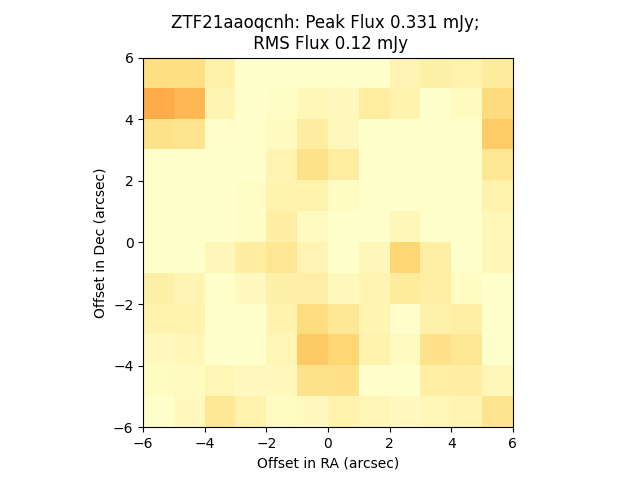 ZTF21aaoqcnh: Peak Flux 0.331 mJy;
RMS Flux 0.12 mJy
6
4
2
0
−2
−4
−6
Offset in Dec (arcsec)
−6 −4 −2 0 2 4 6
Offset in RA (arcsec)